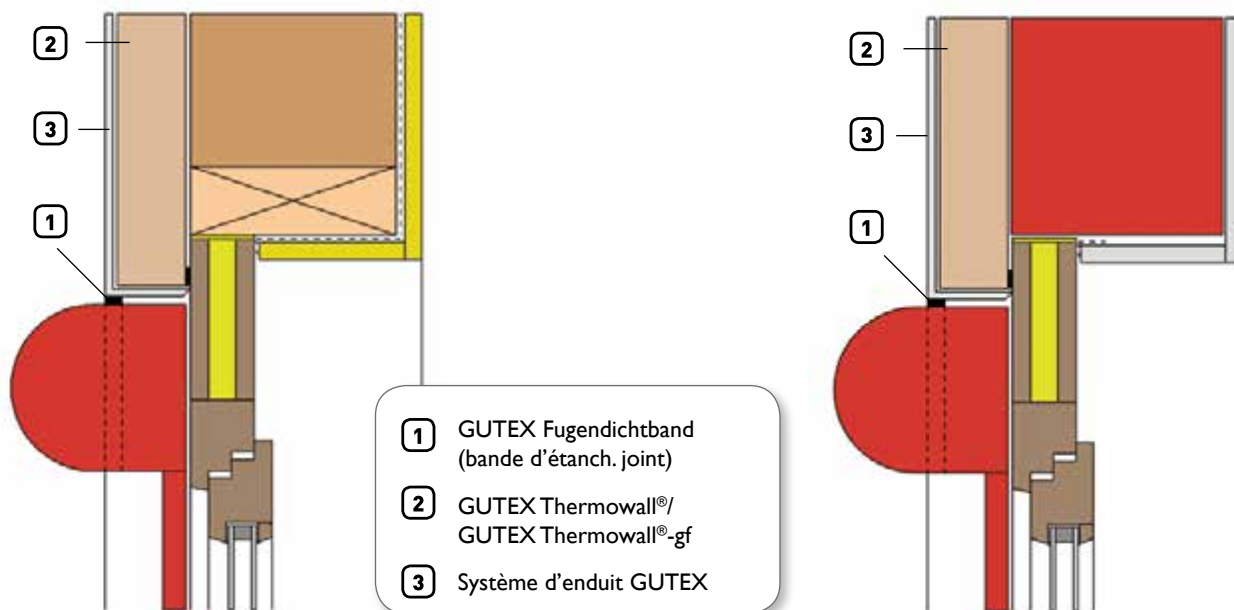 2
3
1
2
3
1
1 GUTEX Fugendichtband
(bande d'étanch. joint)
2 GUTEX Thermowall®/
GUTEX Thermowall®-gf
3 Système d'enduit GUTEX